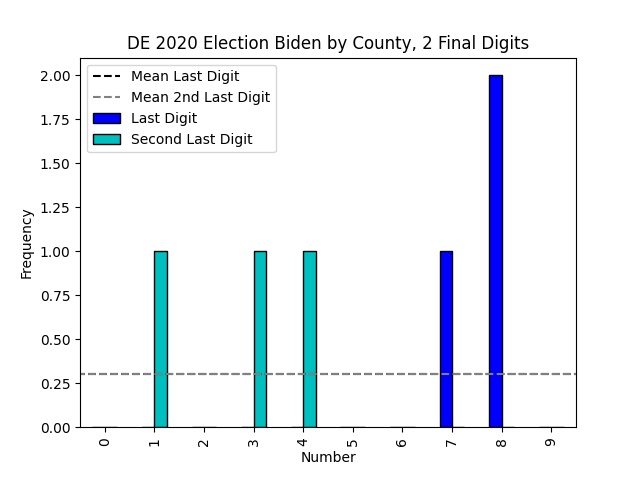 DE 2020 Election Biden by County, 2 Final Digits
Mean Last Digit
Mean 2nd Last Digit
Last Digit
Second Last Digit
2.00
1.75
1.50
1.25
1.00
0.75
0.50
0.25
0.00
Frequency
0 1 2 3 4 5 6 7 8 9
Number